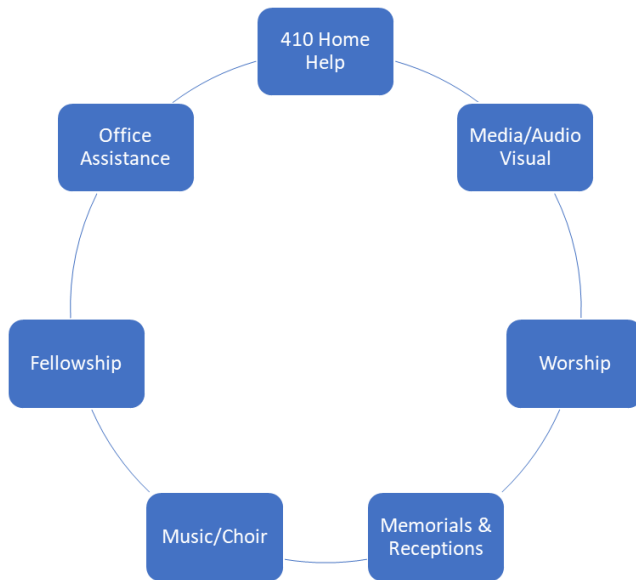 410 Home
Help
Media/Audio
Visual
Worship
Memorials &
Receptions
Music/Choir
Fellowship
Office
Assistance